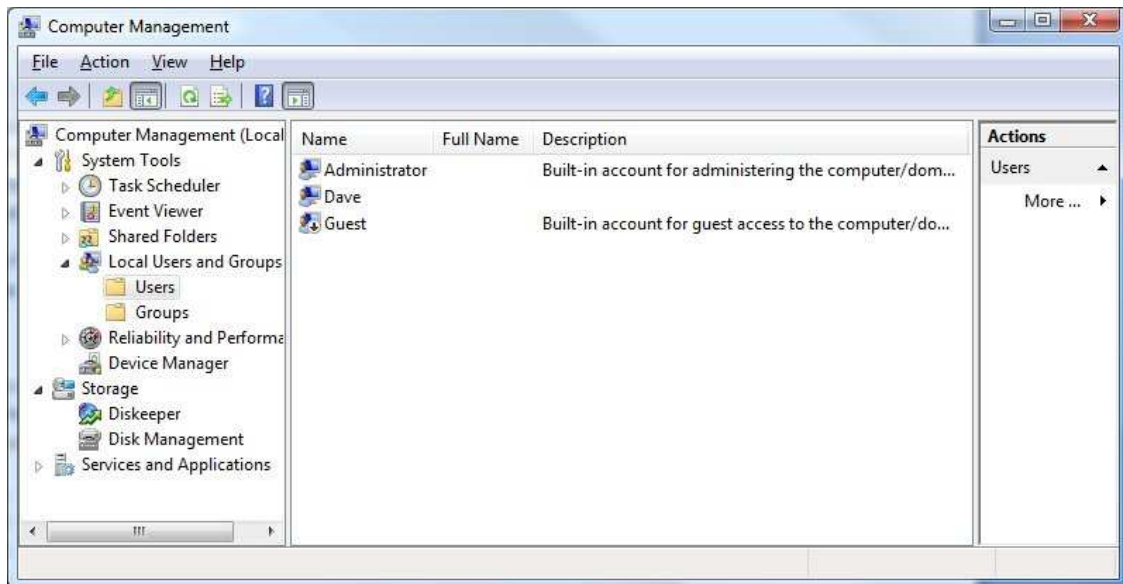 Computer Management
File Action View Help
Computer Management (Local
System Tools
Task Scheduler
Event Viewer
Shared Folders
Local Users and Groups
Users
Groups
Reliability and Performa
Device Manager
Storage
Diskeeper
Disk Management
Services and Applications
Name Full Name Description
Administrator Built-in account for administering the computer/dom...
Dave
Guest Built-in account for guest access to the computer/do...
Actions
Users
More ...